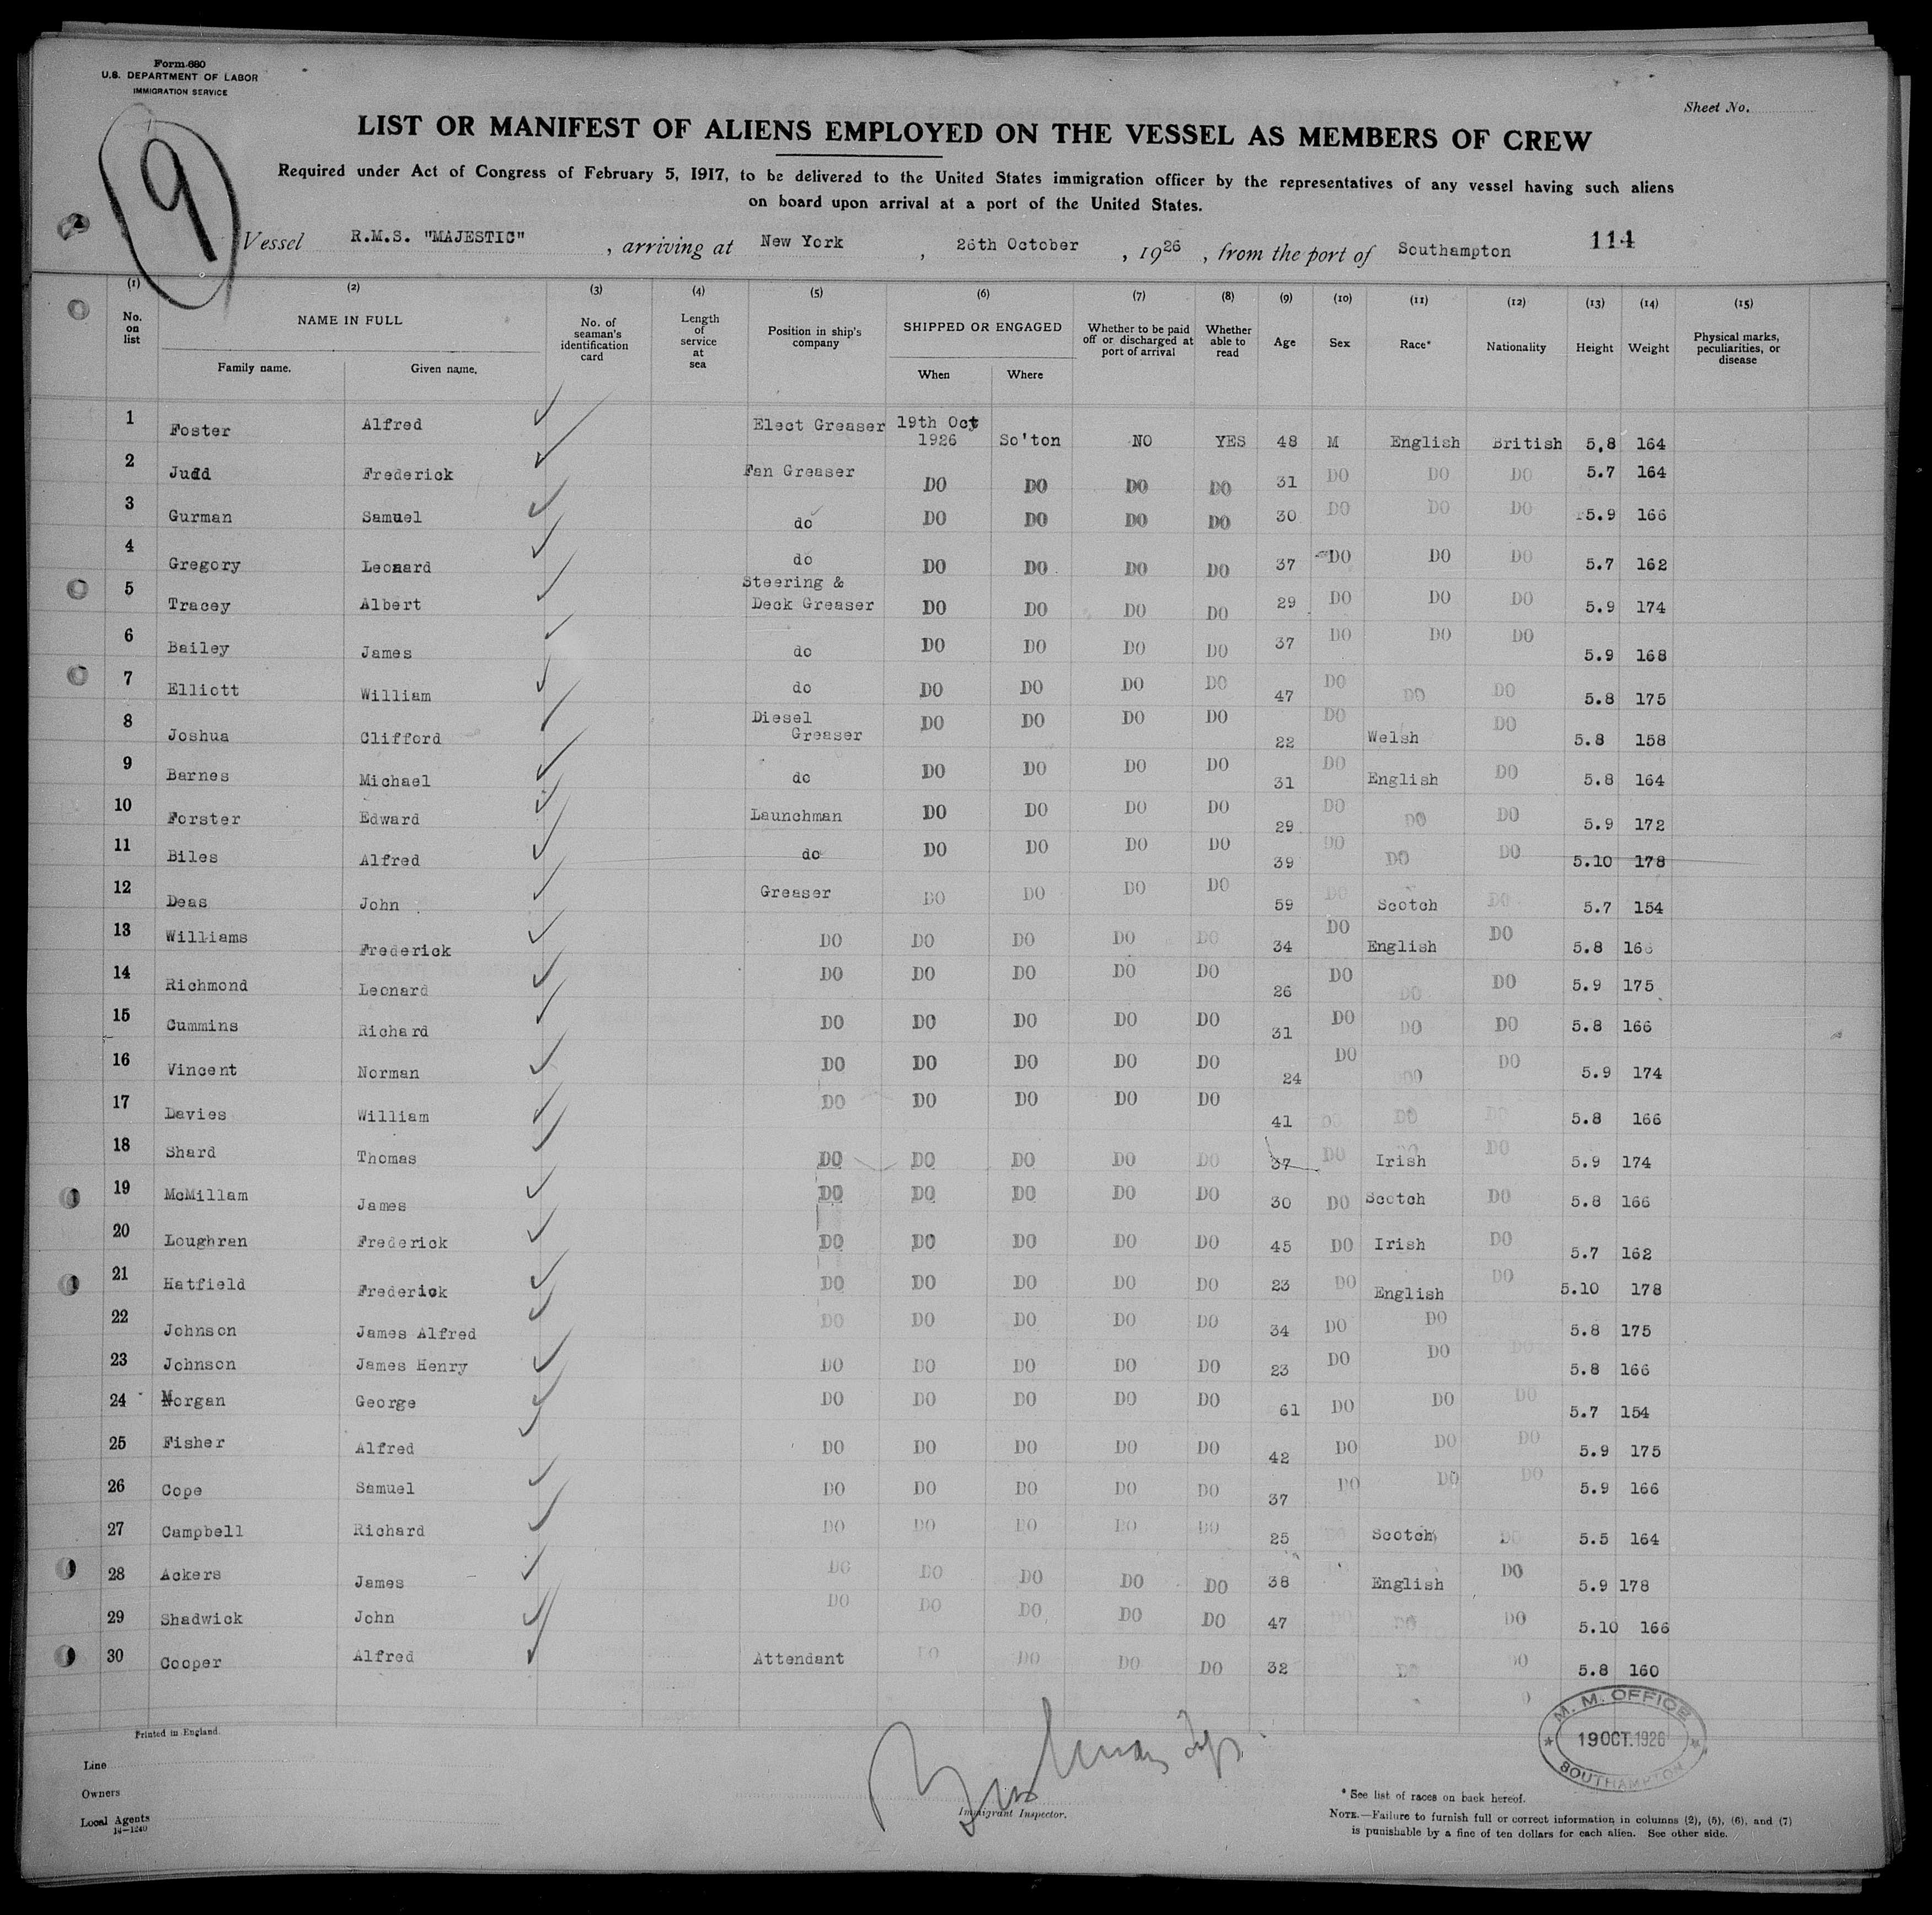 Form 680
U.S. DEPARTMENT OF LABOR
IMMIGRATION SERVICE
Sheet No.
9
LIST OR MANIFEST OF ALIENS EMPLOYED ON THE VESSEL AS MEMBERS OF CREW
Required under Act of Congress of February 5, 1917, to be delivered to the United States immigration officer by the representatives of any vessel having such aliens
on board upon arrival at a port of the United States.
Vessel R.M.S. "MAJESTIC", arriving at New York, 26th October, 1926, from the port of Southampton 114
(1) (2) (3) (4) (5) (6) (7) (8) (9) (10) (11) (12) (13) (14) (15)
No. on list NAME IN FULL Family name. Given name. No. of seaman's identification card Length of service at sea Position in ship's company SHIPPED OR ENGAGED When Where Whether to be paid off or discharged at port of arrival Whether able to read Age Sex Race* Nationality Height Weight Physical marks, peculiarities, or disease
1 Foster Alfred Elect Greaser 19th Oct 1926 So'ton NO YES 48 M English British 5,8 164
2 Judd Frederick Fan Greaser DO DO DO DO 31 DO DO DO 5.7 164
3 Gurman Samuel do DO DO DO DO 30 DO DO DO 5.9 166
4 Gregory Leonard do DO DO DO DO 37 DO DO DO 5.7 162
5 Tracey Albert Steering & Deck Greaser DO DO DO DO 29 DO DO DO 5.9 174
6 Bailey James do DO DO DO DO 37 DO DO DO 5.9 168
7 Elliott William do DO DO DO DO 47 DO DO DO 5.8 175
8 Joshua Clifford Diesel Greaser DO DO DO DO 22 DO Welsh DO 5.8 158
9 Barnes Michael do DO DO DO DO 31 DO English DO 5.8 164
10 Forster Edward Launchman DO DO DO DO 29 DO DO DO 5.9 172
11 Biles Alfred do DO DO DO DO 39 DO DO DO 5.10 178
12 Deas John Greaser DO DO DO DO 59 DO Scotch DO 5.7 154
13 Williams Frederick DO DO DO DO DO 34 DO English DO 5.8
14 Richmond Leonard DO DO DO DO DO 26 DO DO DO 5.9 175
15 Cummins Richard DO DO DO DO DO 31 DO DO DO 5.8 166
16 Vincent Norman DO DO DO DO DO 24 DO DO DO 5.9 174
17 Davies William DO DO DO DO DO 41 DO DO DO 5.8 166
18 Shard Thomas DO DO DO DO DO 37 DO Irish DO 5.9 174
19 McMillam James DO DO DO DO DO 30 DO Scotch DO 5.8 166
20 Loughran Frederick DO DO DO DO DO 45 DO Irish DO 5.7 162
21 Hatfield Frederick DO DO DO DO DO 23 DO English DO 5.10 178
22 Johnson James Alfred DO DO DO DO DO 34 DO DO 5.8 175
23 Johnson James Henry DO DO DO DO DO 23 DO DO DO 5.8 166
24 Morgan George DO DO DO DO DO 61 DO DO DO 5.7 154
25 Fisher Alfred DO DO DO DO DO 42 DO DO DO 5.9 175
26 Cope Samuel DO DO DO DO DO 37 DO DO DO 5.9 166
27 Campbell Richard DO DO DO DO DO 25 DO Scotch DO 5.5 164
28 Ackers James DO DO DO DO DO 38 English DO 5.9 178
29 Shadwick John DO DO DO DO DO 47 DO DO DO 5.10 166
30 Cooper Alfred Attendant DO DO DO DO 32 DO DO 5.8 160
Printed in England.
Line
Owners
Local Agents
14—1240
Immigrant Inspector.
M. M. OFFICE
19 OCT. 1926
SOUTHAMPTON
* See list of races on back hereof.
NOTE.—Failure to furnish full or correct information in columns (2), (5), (6), and (7)
is punishable by a fine of ten dollars for each alien. See other side.